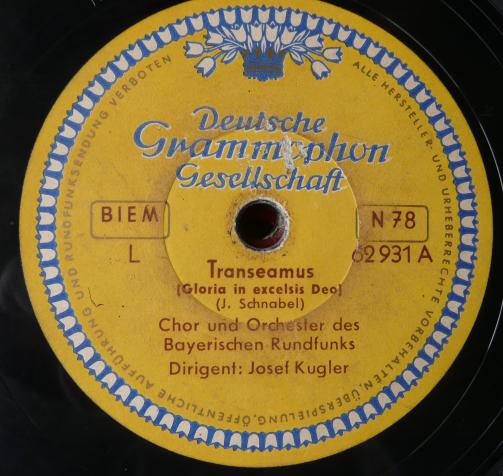 Deutsche
Grammophon
Gesellschaft
BIEM
N 78
L
62931 A
Transeamus
(Gloria in excelsis Deo)
(J. Schnabel)
Chor und Orchester des
Bayerischen Rundfunks
Dirigent: Josef Kugler
ALLE HERSTELLER- UND URHEBERRECHTE VORBEHALTEN, ÜBERSPIELUNG, ÖFFENTLICHE AUFFÜHRUNG UND RUNDFUNKSENDUNG VERBOTEN